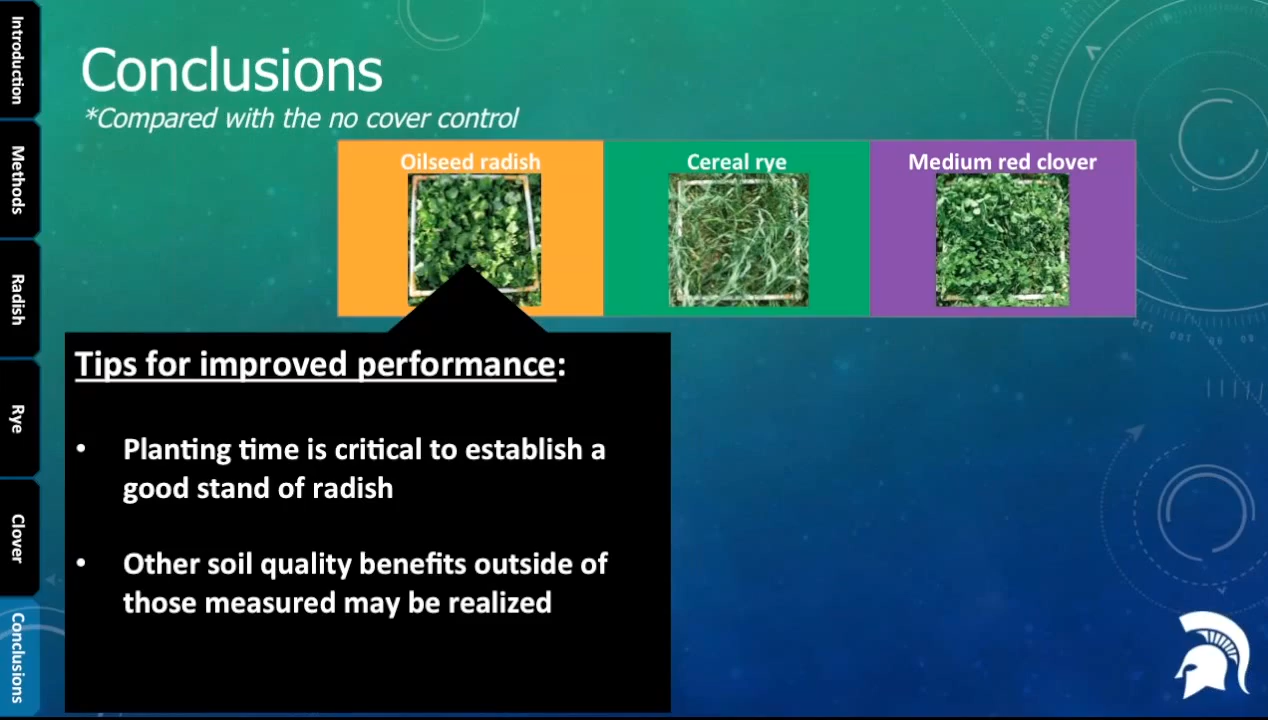 Introduction
Methods
Radish
Rye
Clover
Conclusions
Conclusions
*Compared with the no cover control
Oilseed radish
Cereal rye
Medium red clover
Tips for improved performance:
• Planting time is critical to establish a
good stand of radish
• Other soil quality benefits outside of
those measured may be realized